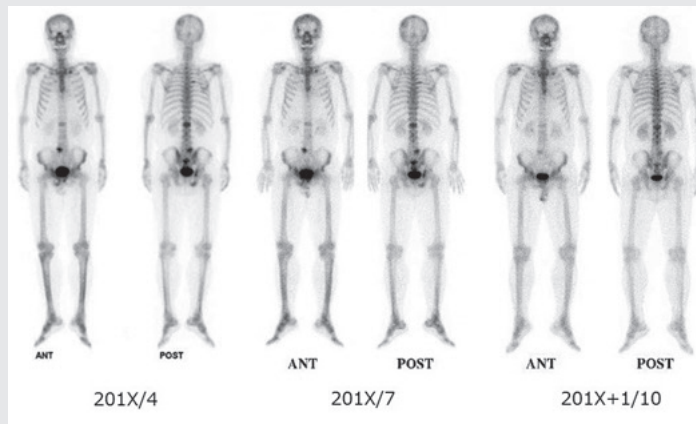 ANT POST ANT POST ANT POST
201X/4 201X/7 201X+1/10